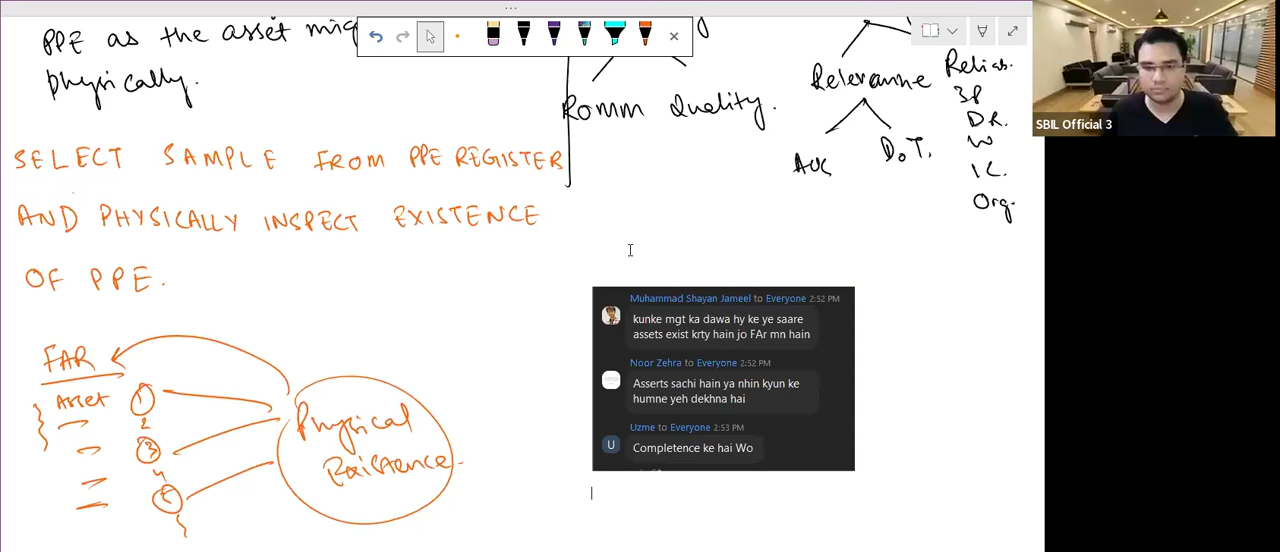 PPE as the asset
physically.
Romm Quality.
Relevanne
Aug
D.T.
Reliab.
3P
D.R.
W
IC.
Org.
SBIL Official 3
SELECT SAMPLE FROM PPE REGISTER
AND PHYSICALLY INSPECT EXISTENCE
OF PPE.
FAR
Asset 1
2
3
4
5
Physical
Existence.
Muhammad Shayan Jameel to Everyone 2:52 PM
kunke mgt ka dawa hy ke ye saare
assets exist krty hain jo FAr mn hain
Noor Zehra to Everyone 2:52 PM
Asserts sachi hain ya nhin kyun ke
humne yeh dekhna hai
Uzme to Everyone 2:53 PM
U
Completence ke hai Wo